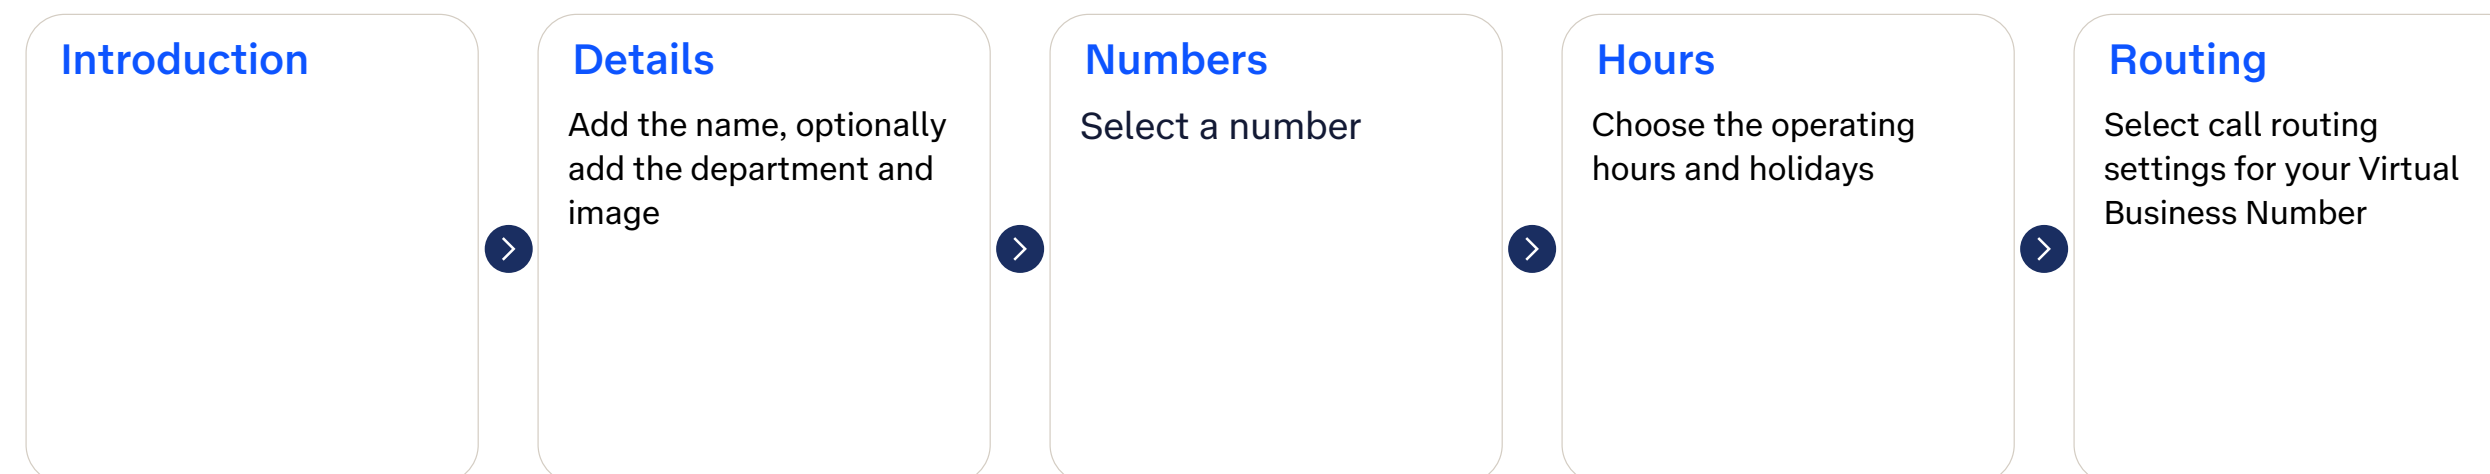 Introduction
Details
Add the name, optionally
add the department and
image
Numbers
Select a number
Hours
Choose the operating
hours and holidays
Routing
Select call routing
settings for your Virtual
Business Number